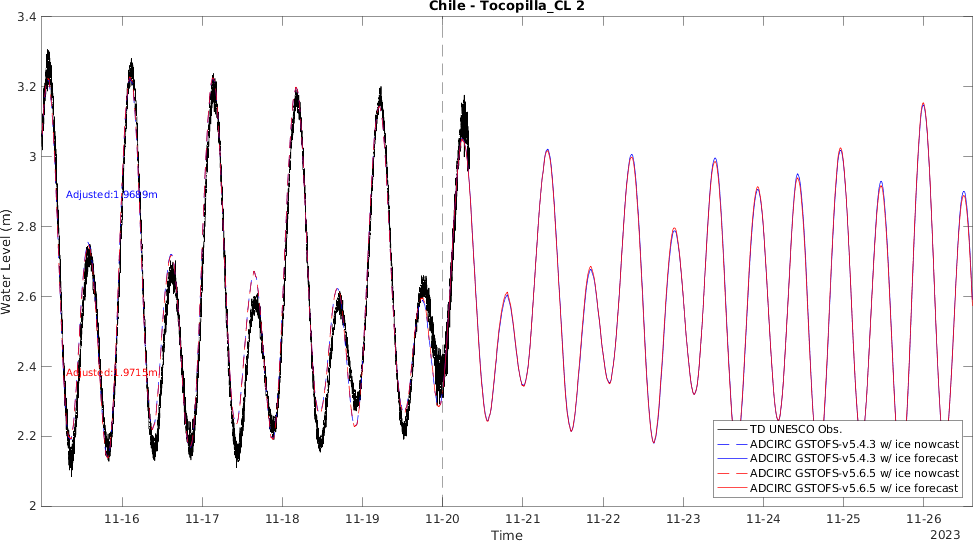 Chile - Tocopilla_CL 2
3.4
3.2
3
2.8
2.6
2.4
2.2
2
Water Level (m)
Adjusted:1.9689m
Adjusted:1.9715m
TD UNESCO Obs.
ADCIRC GSTOFS-v5.4.3 w/ ice nowcast
ADCIRC GSTOFS-v5.4.3 w/ ice forecast
ADCIRC GSTOFS-v5.6.5 w/ ice nowcast
ADCIRC GSTOFS-v5.6.5 w/ ice forecast
11-16 11-17 11-18 11-19 11-20 11-21 11-22 11-23 11-24 11-25 11-26
Time
2023